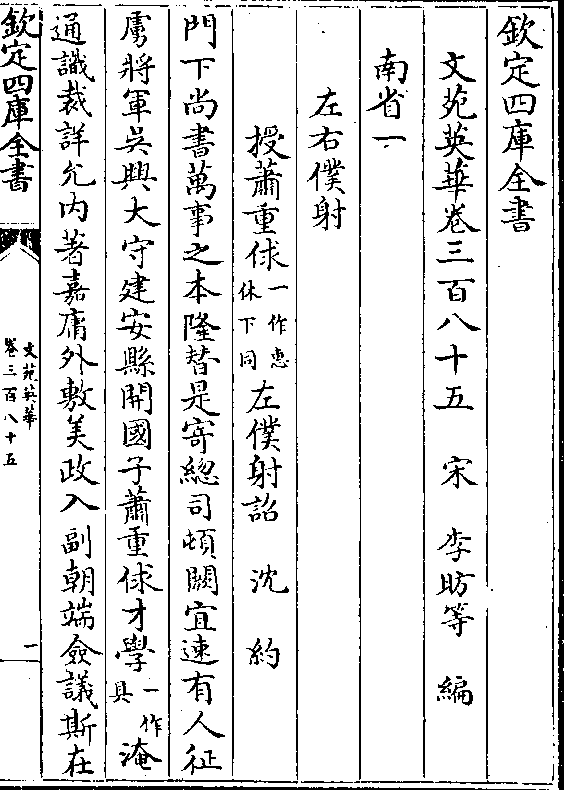 欽定四庫全書
文苑英華卷三百八十五　宋　李昉等　編
南省一
左右僕射
授蕭重俅一作惠休下同左僕射詔　沈　約
門下尚書萬事之本隆替是寄總司頓闕宜速有人征
虜將軍吳興大守建安縣開國子蕭重俅才學一作具淹
通識裁詳允内著嘉庸外敷美政入副朝端僉議斯在
欽定四庫全書
文苑英華
卷三百八十五
一